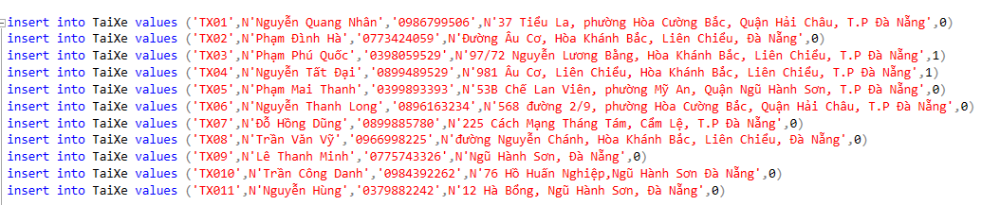 insert into TaiXe values ('TX01',N'Nguyễn Quang Nhân','0986799506',N'37 Tiểu La, phường Hòa Cường Bắc, Quận Hải Châu, T.P Đà Nẵng',0)
insert into TaiXe values ('TX02',N'Phạm Đình Hà','0773424059',N'Đường Âu Cơ, Hòa Khánh Bắc, Liên Chiểu, Đà Nẵng',0)
insert into TaiXe values ('TX03',N'Phạm Phú Quốc','0398059529',N'97/72 Nguyễn Lương Bằng, Hòa Khánh Bắc, Liên Chiểu, T.P Đà Nẵng',1)
insert into TaiXe values ('TX04',N'Nguyễn Tất Đại','0899489529',N'981 Âu Cơ, Liên Chiểu, Hòa Khánh Bắc, Liên Chiểu, T.P Đà Nẵng',1)
insert into TaiXe values ('TX05',N'Phạm Mai Thanh','0399893393',N'53B Chế Lan Viên, phường Mỹ An, Quận Ngũ Hành Sơn, T.P Đà Nẵng',0)
insert into TaiXe values ('TX06',N'Nguyễn Thanh Long','0896163234',N'568 đường 2/9, phường Hòa Cường Bắc, Quận Hải Châu, T.P Đà Nẵng',0)
insert into TaiXe values ('TX07',N'Đỗ Hồng Dũng','0899885780',N'225 Cách Mạng Tháng Tám, Cẩm Lệ, T.P Đà Nẵng',0)
insert into TaiXe values ('TX08',N'Trần Văn Vỹ','0966998225',N'đường Nguyễn Chánh, Hòa Khánh Bắc, Liên Chiểu, Đà Nẵng',0)
insert into TaiXe values ('TX09',N'Lê Thanh Minh','0775743326',N'Ngũ Hành Sơn, Đà Nẵng',0)
insert into TaiXe values ('TX010',N'Trần Công Danh','0984392262',N'76 Hồ Huấn Nghiệp,Ngũ Hành Sơn Đà Nẵng',0)
insert into TaiXe values ('TX011',N'Nguyễn Hùng','0379882242',N'12 Hà Bổng, Ngũ Hành Sơn, Đà Nẵng',0)